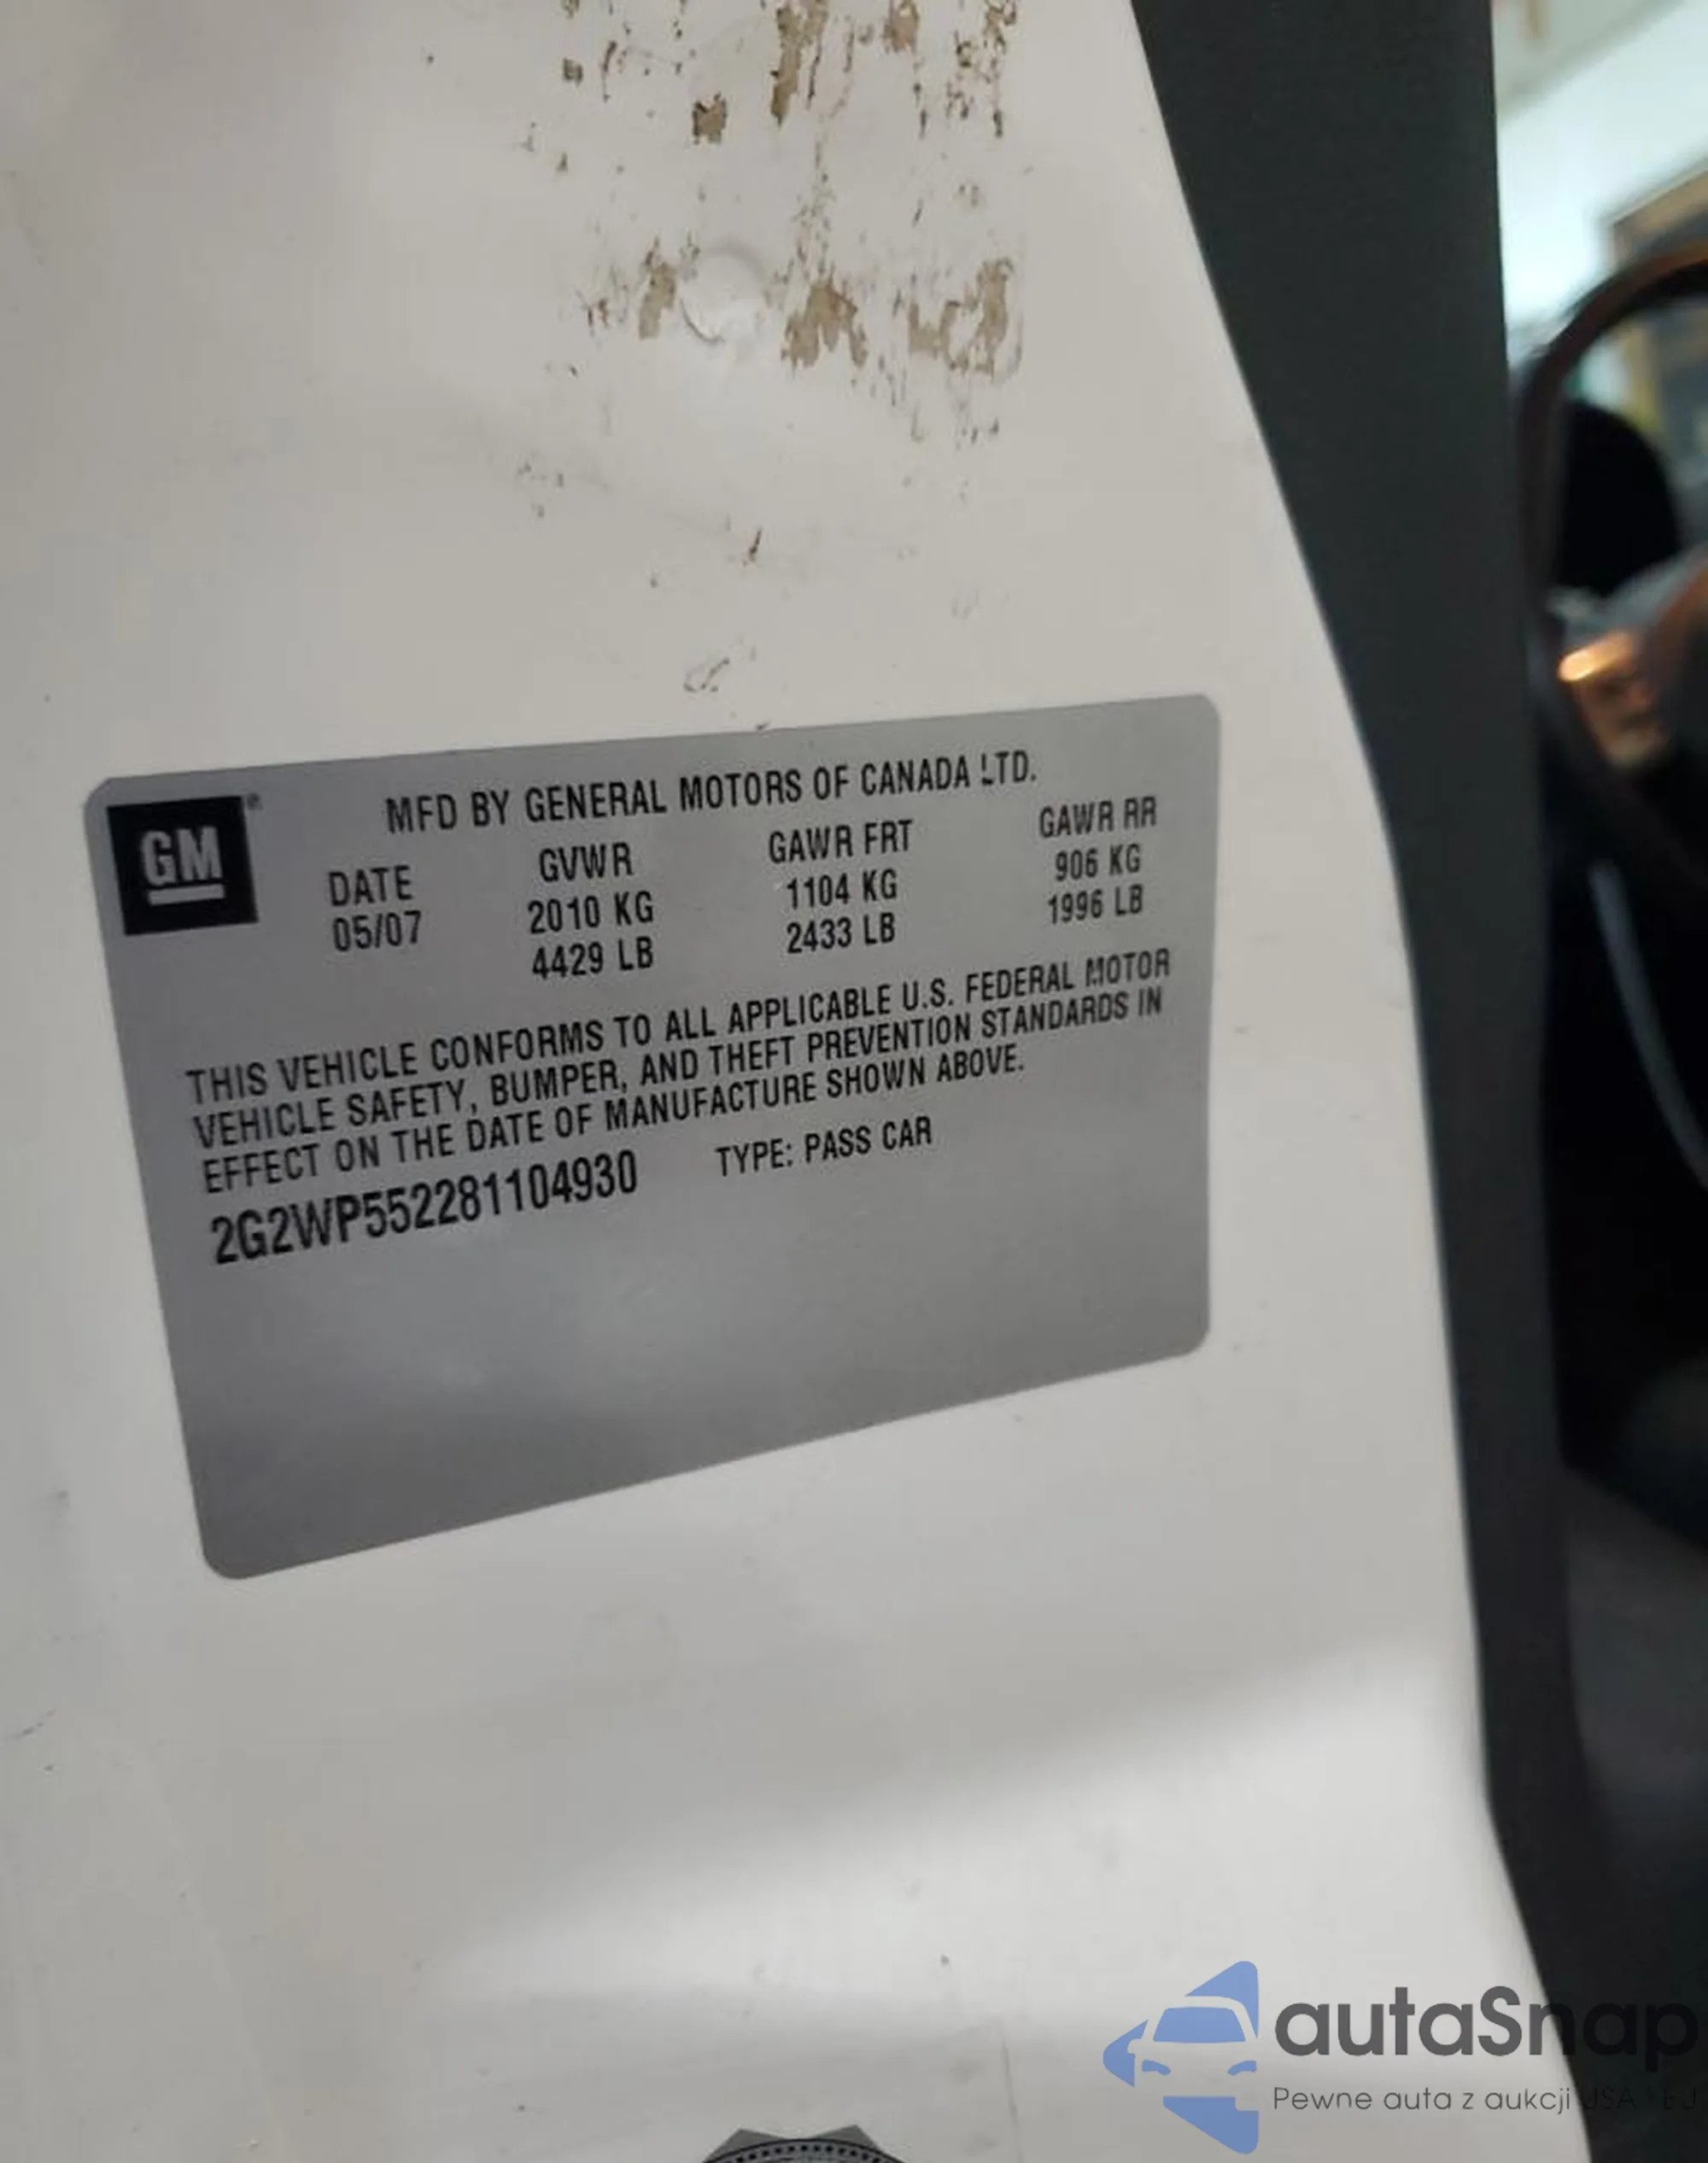 GM®
MFD BY GENERAL MOTORS OF CANADA LTD.
DATE GVWR GAWR FRT GAWR RR
05/07 2010 KG 1104 KG 906 KG
4429 LB 2433 LB 1996 LB
THIS VEHICLE CONFORMS TO ALL APPLICABLE U.S. FEDERAL MOTOR
VEHICLE SAFETY, BUMPER, AND THEFT PREVENTION STANDARDS IN
EFFECT ON THE DATE OF MANUFACTURE SHOWN ABOVE.
2G2WP552281104930 TYPE: PASS CAR
autaSnap
Pewne auta z aukcji USA